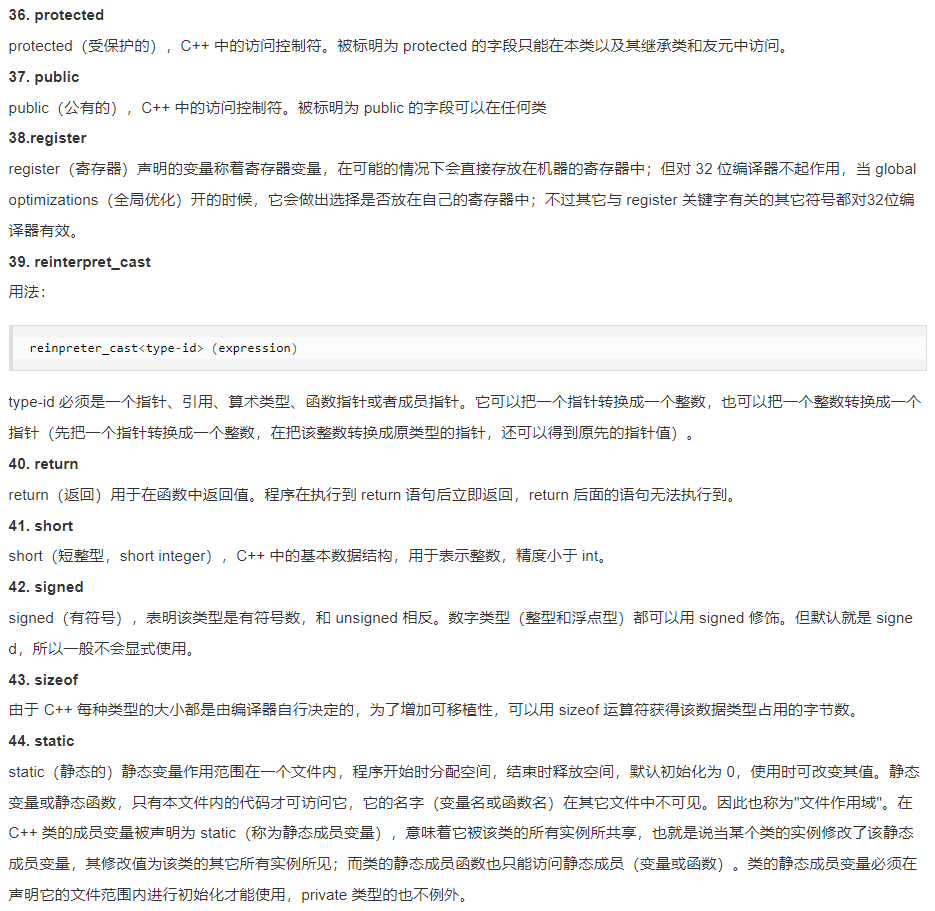 36. protected
protected（受保护的），C++ 中的访问控制符。被标明为 protected 的字段只能在本类以及其继承类和友元中访问。
37. public
public（公有的），C++ 中的访问控制符。被标明为 public 的字段可以在任何类
38.register
register（寄存器）声明的变量称着寄存器变量，在可能的情况下会直接存放在机器的寄存器中；但对 32 位编译器不起作用，当 global
optimizations（全局优化）开的时候，它会做出选择是否放在自己的寄存器中；不过其它与 register 关键字有关的其它符号都对32位编
译器有效。
39. reinterpret_cast
用法：
reinpreter_cast<type-id> (expression)
type-id 必须是一个指针、引用、算术类型、函数指针或者成员指针。它可以把一个指针转换成一个整数，也可以把一个整数转换成一个
指针（先把一个指针转换成一个整数，在把该整数转换成原类型的指针，还可以得到原先的指针值）。
40. return
return（返回）用于在函数中返回值。程序在执行到 return 语句后立即返回，return 后面的语句无法执行到。
41. short
short（短整型，short integer），C++ 中的基本数据结构，用于表示整数，精度小于 int。
42. signed
signed（有符号），表明该类型是有符号数，和 unsigned 相反。数字类型（整型和浮点型）都可以用 signed 修饰。但默认就是 signe
d，所以一般不会显式使用。
43. sizeof
由于 C++ 每种类型的大小都是由编译器自行决定的，为了增加可移植性，可以用 sizeof 运算符获得该数据类型占用的字节数。
44. static
static（静态的）静态变量作用范围在一个文件内，程序开始时分配空间，结束时释放空间，默认初始化为 0，使用时可改变其值。静态
变量或静态函数，只有本文件内的代码才可访问它，它的名字（变量名或函数名）在其它文件中不可见。因此也称为"文件作用域"。在
C++ 类的成员变量被声明为 static（称为静态成员变量），意味着它被该类的所有实例所共享，也就是说当某个类的实例修改了该静态
成员变量，其修改值为该类的其它所有实例所见；而类的静态成员函数也只能访问静态成员（变量或函数）。类的静态成员变量必须在
声明它的文件范围内进行初始化才能使用，private 类型的也不例外。